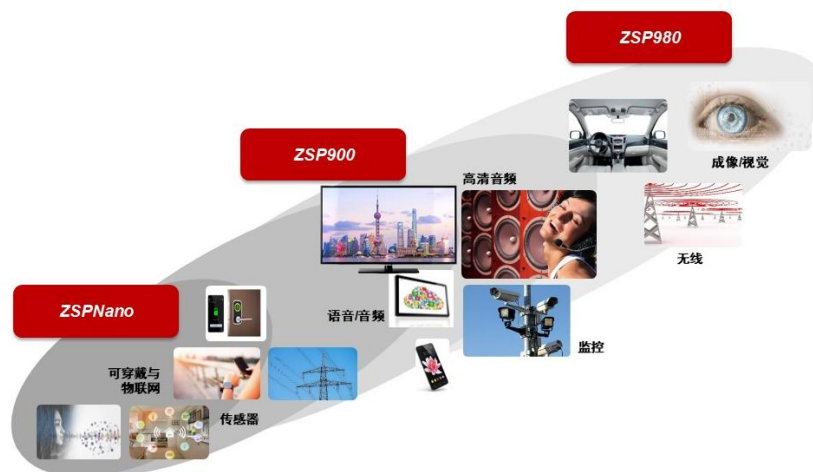 ZSP980
ZSP900
成像/视觉
高清音频
无线
ZSPNano
语音/音频
监控
可穿戴与
物联网
传感器